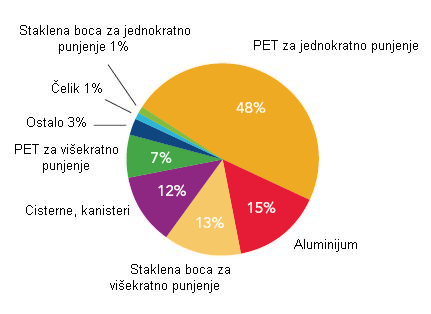 Staklena boca za jednokratno
punjenje 1%
PET za jednokratno punjenje
48%
Čelik 1%
Ostalo 3%
PET za višekratno
punjenje
7%
12%
Cisterne, kanisteri
15%
13%
Aluminijum
Staklena boca za
višekratno punjenje